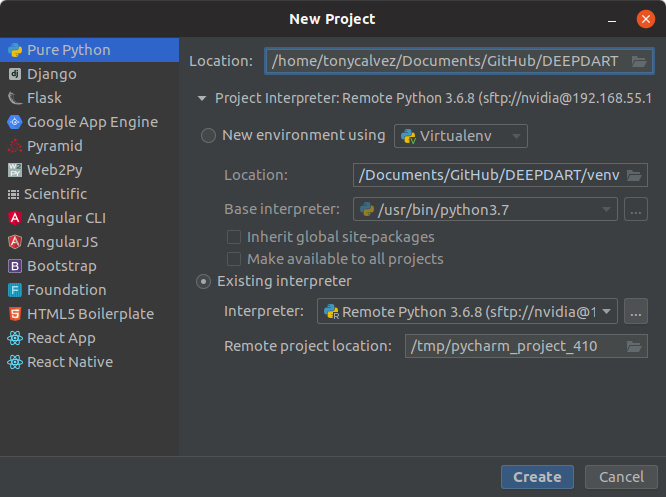 New Project
Pure Python
Django
Flask
Google App Engine
Pyramid
Web2Py
Scientific
Angular CLI
AngularJS
Bootstrap
Foundation
HTML5 Boilerplate
React App
React Native
Location: /home/tonycalvez/Documents/GitHub/DEEPDART
Project Interpreter: Remote Python 3.6.8 (sftp://nvidia@192.168.55.1
New environment using Virtualenv
Location: /Documents/GitHub/DEEPDART/venv
Base interpreter: /usr/bin/python3.7 ...
Inherit global site-packages
Make available to all projects
Existing interpreter
Interpreter: Remote Python 3.6.8 (sftp://nvidia@1 ...
Remote project location: /tmp/pycharm_project_410
Create Cancel